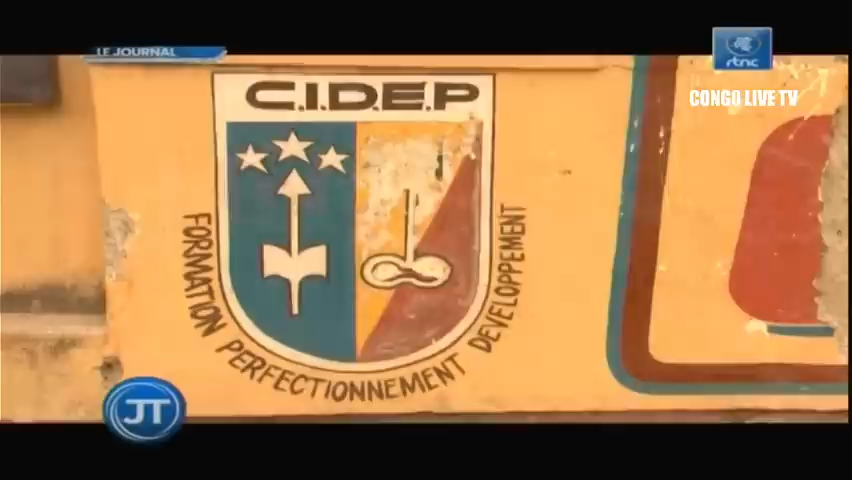 LE JOURNAL
rtnc
CONGO LIVE TV
C.I.D.E.P
FORMATION PERFECTIONNEMENT DEVELOPPEMENT
JT